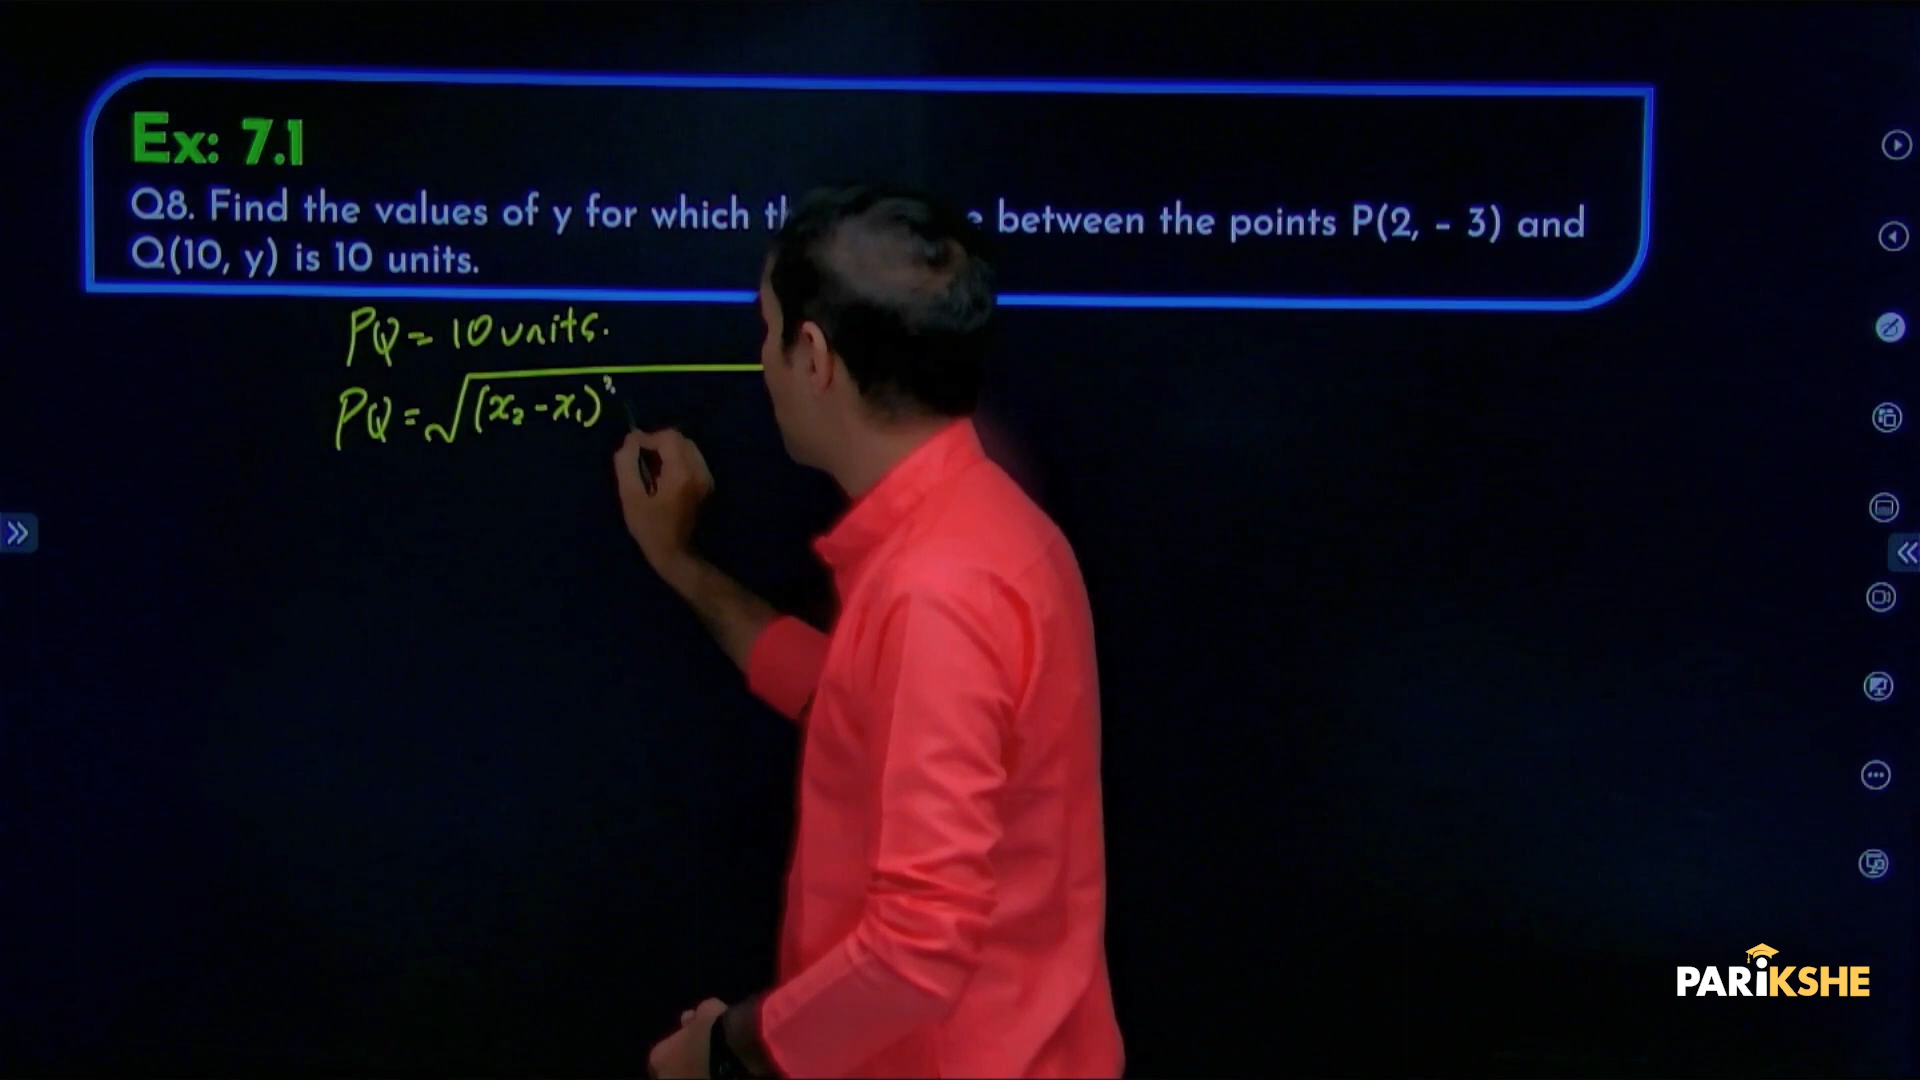 Ex: 7.1
Q8. Find the values of y for which between the points P(2, – 3) and
Q(10, y) is 10 units.
PQ = 10 units.
PQ = √(x₂ - x₁)²
PARiKSHE